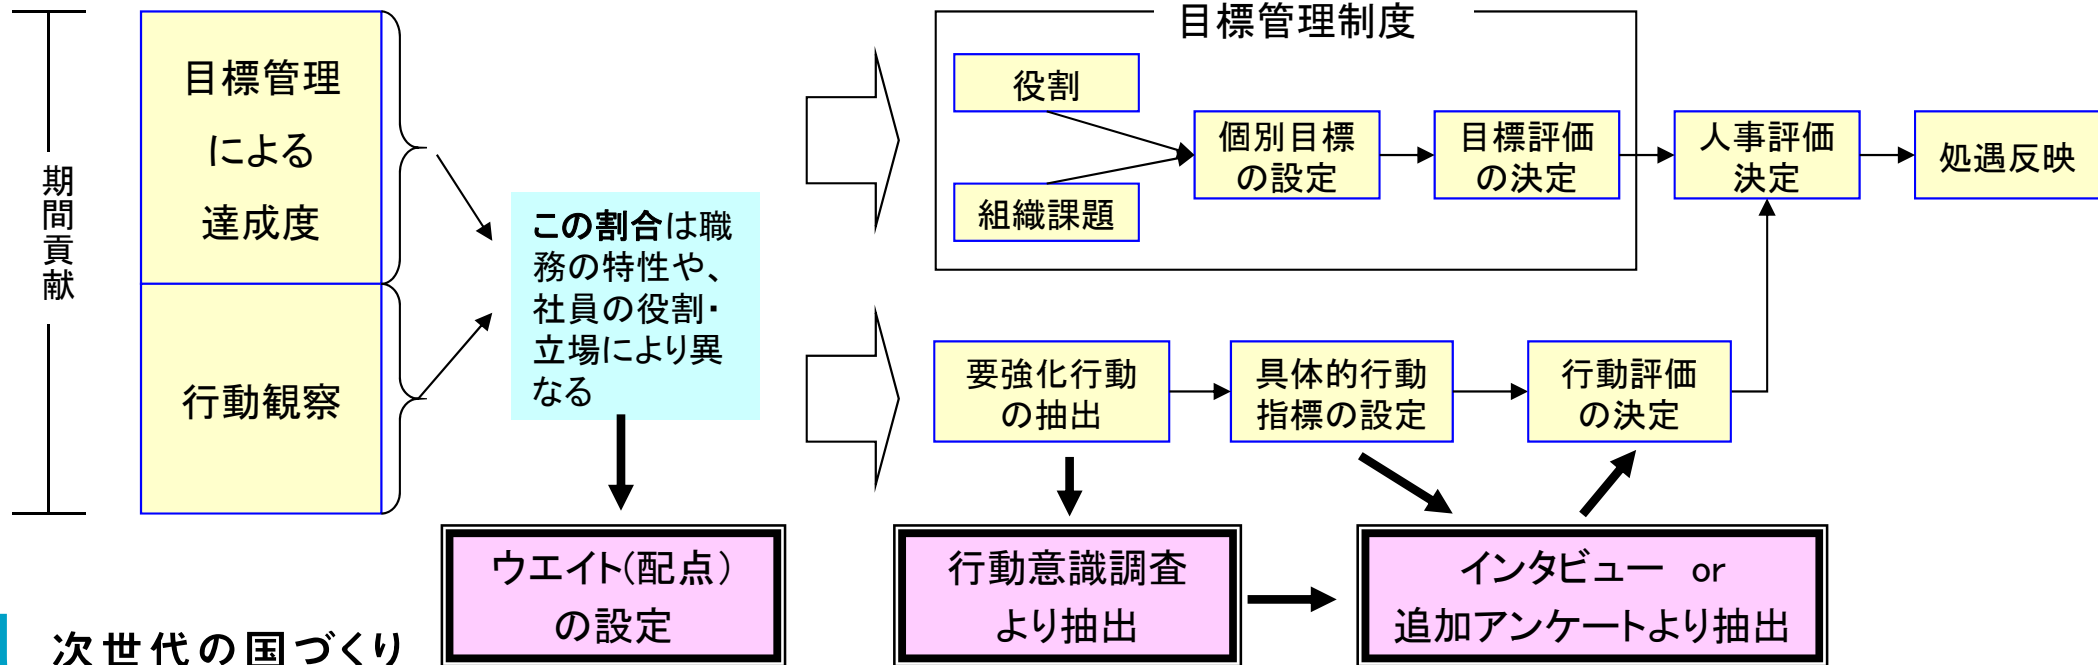 期間貢献
目標管理
による
達成度
行動観察
この割合は職
務の特性や、
社員の役割・
立場により異
なる
目標管理制度
役割
組織課題
個別目標
の設定
目標評価
の決定
人事評価
決定
処遇反映
要強化行動
の抽出
具体的行動
指標の設定
行動評価
の決定
ウエイト(配点)
の設定
行動意識調査
より抽出
インタビュー or
追加アンケートより抽出
次世代の国づくり